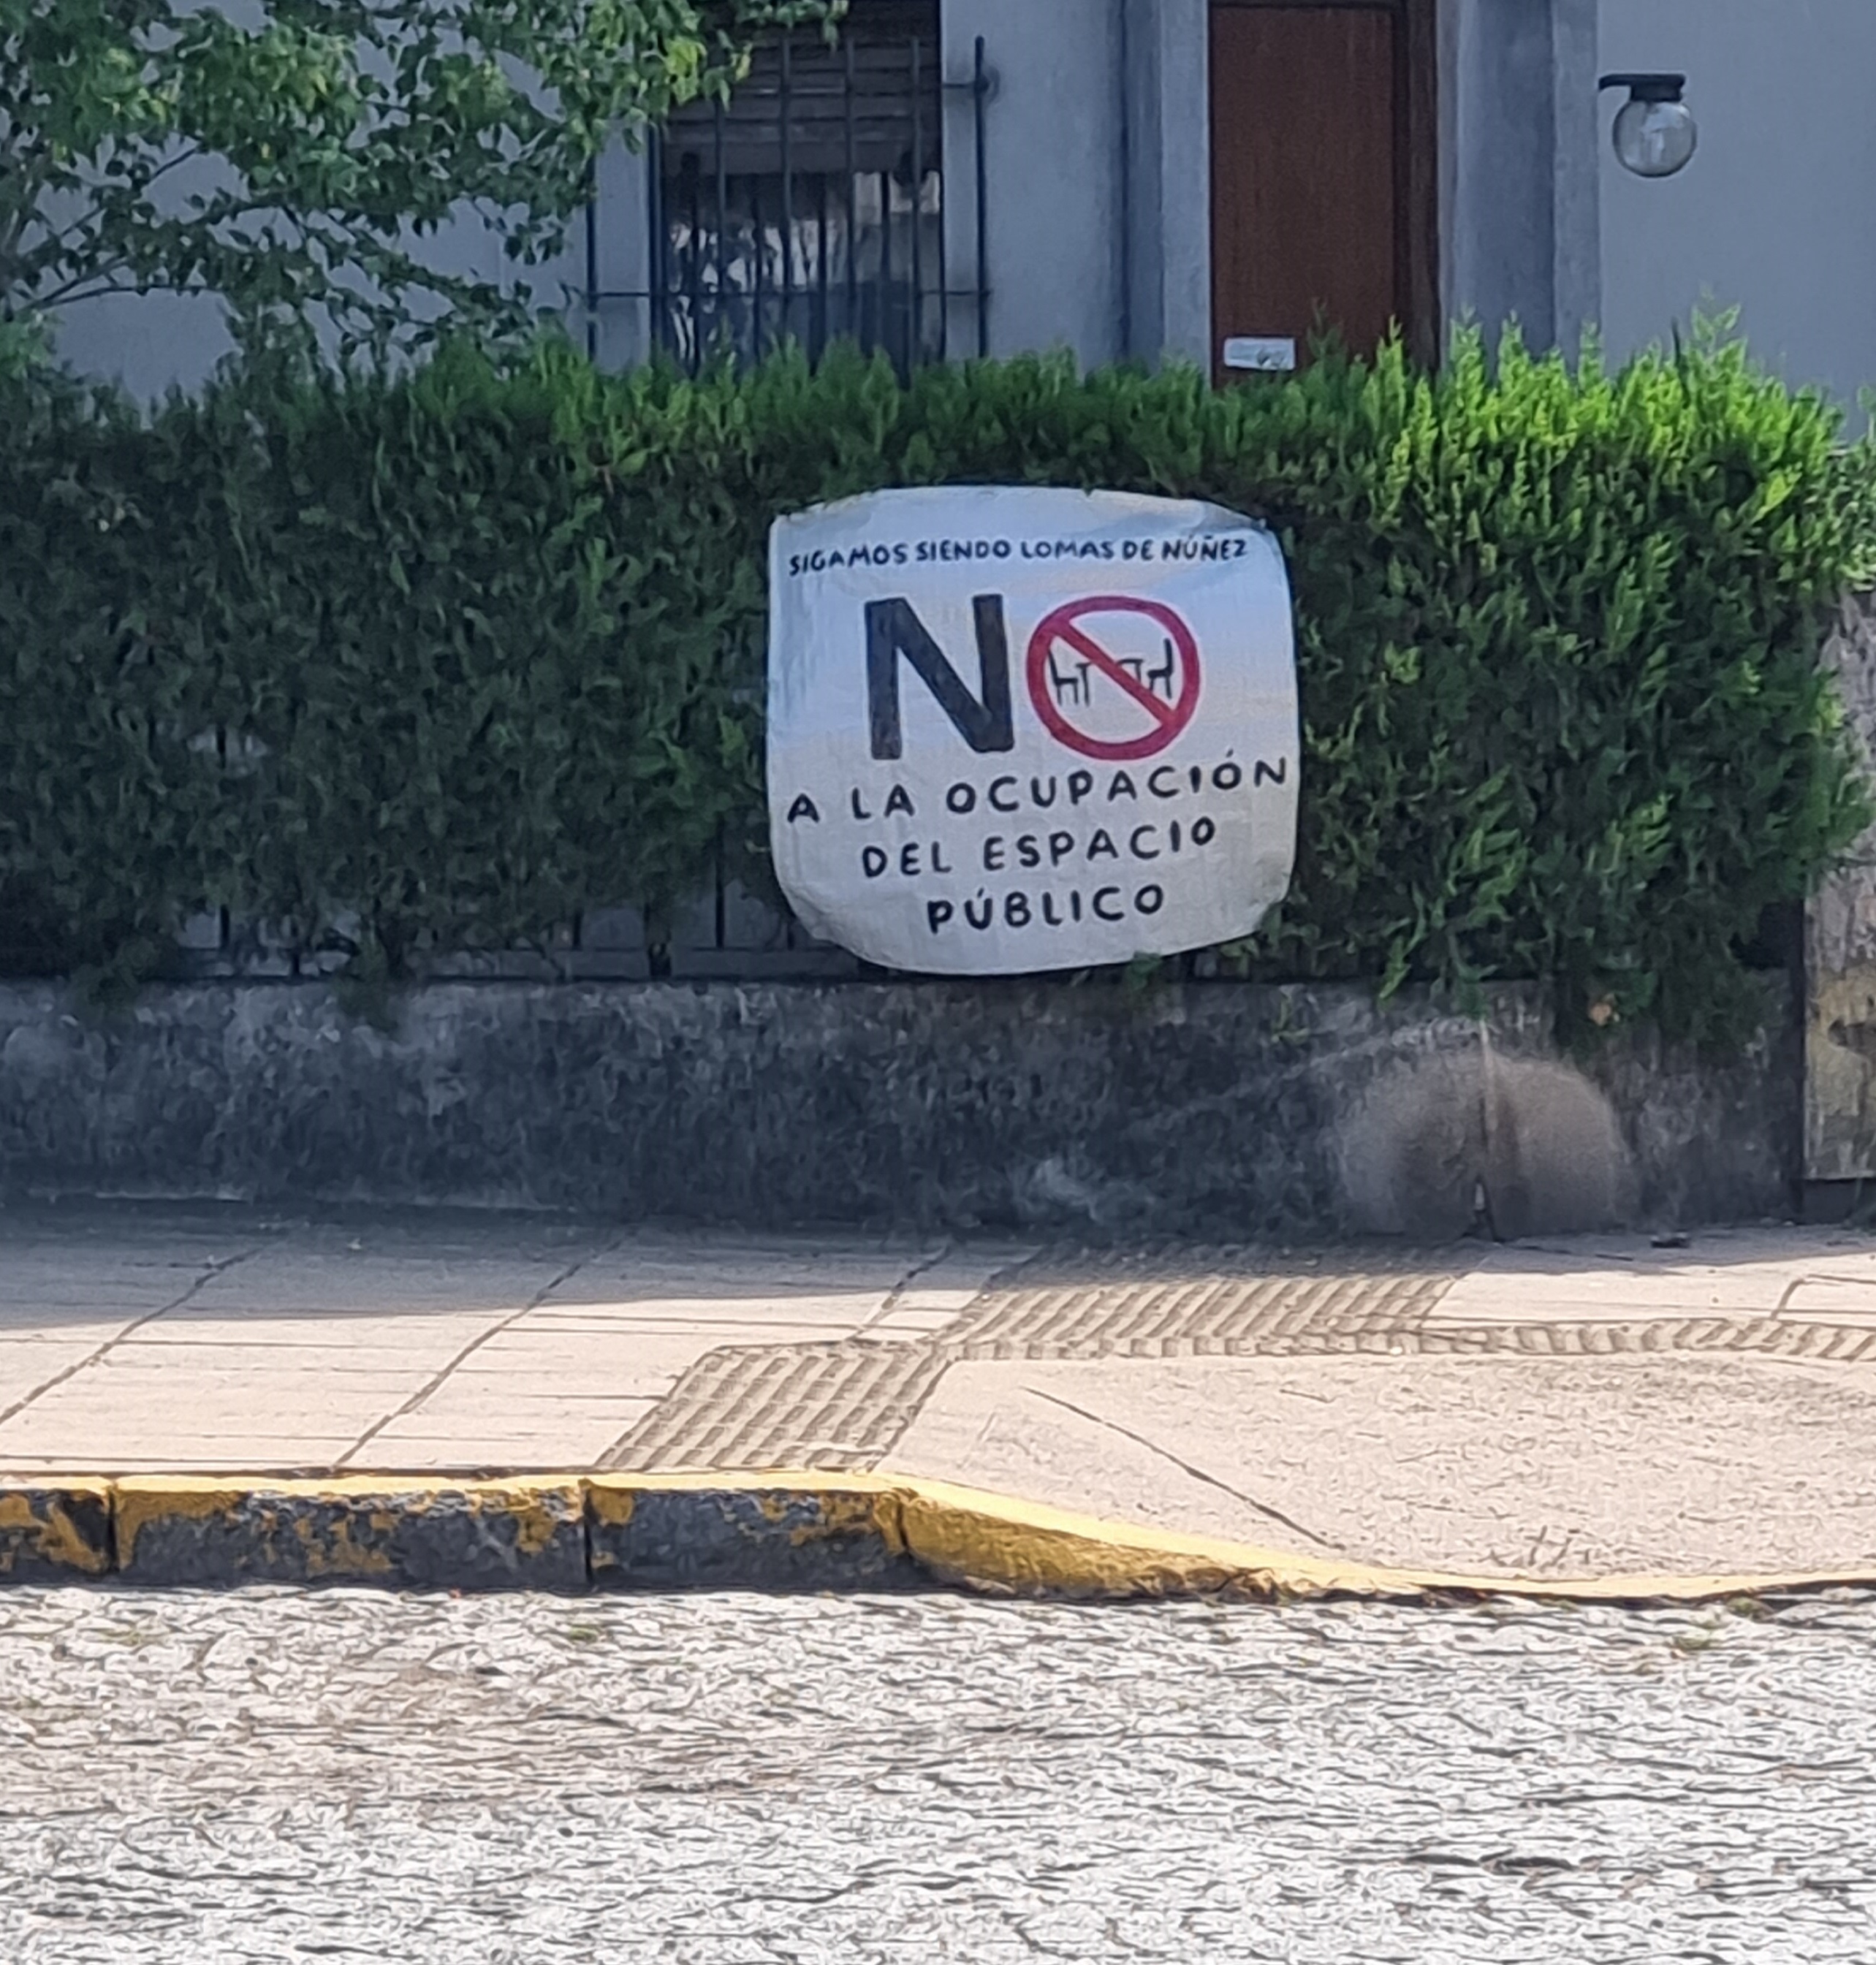 SIGAMOS SIENDO LOMAS DE NÚÑEZ
NO
A LA OCUPACIÓN
DEL ESPACIO
PÚBLICO